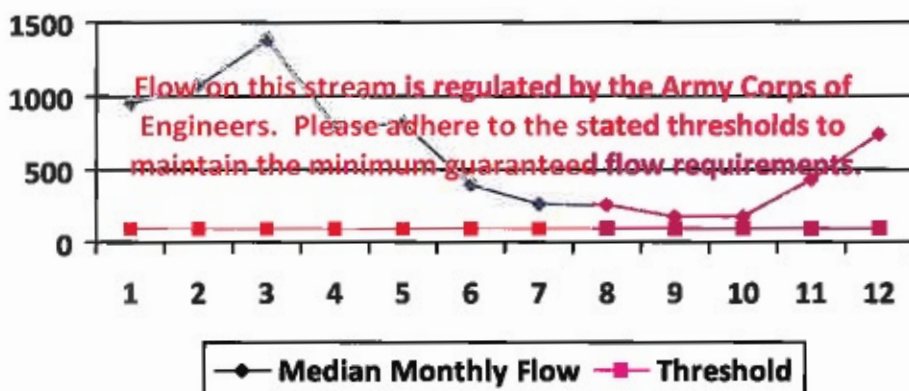 1500
1000
500
0
Flow on this stream is regulated by the Army Corps of
Engineers. Please adhere to the stated thresholds to
maintain the minimum guaranteed flow requirements.
1 2 3 4 5 6 7 8 9 10 11 12
Median Monthly Flow Threshold